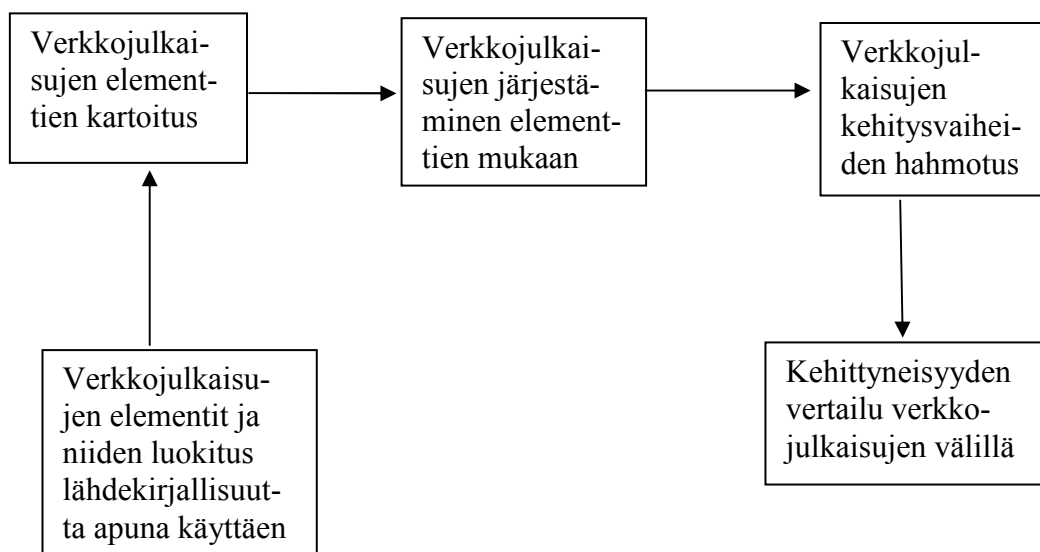 Verkkojulkai-
sujen element-
tien kartoitus
Verkkojulkai-
sujen järjestä-
minen element-
tien mukaan
Verkkojul-
kaisujen
kehitysvaihei-
den hahmotus
Verkkojulkaisu-
jen elementit ja
niiden luokitus
lähdekirjallisuut-
ta apuna käyttäen
Kehittyneisyyden
vertailu verkko-
julkaisujen välillä